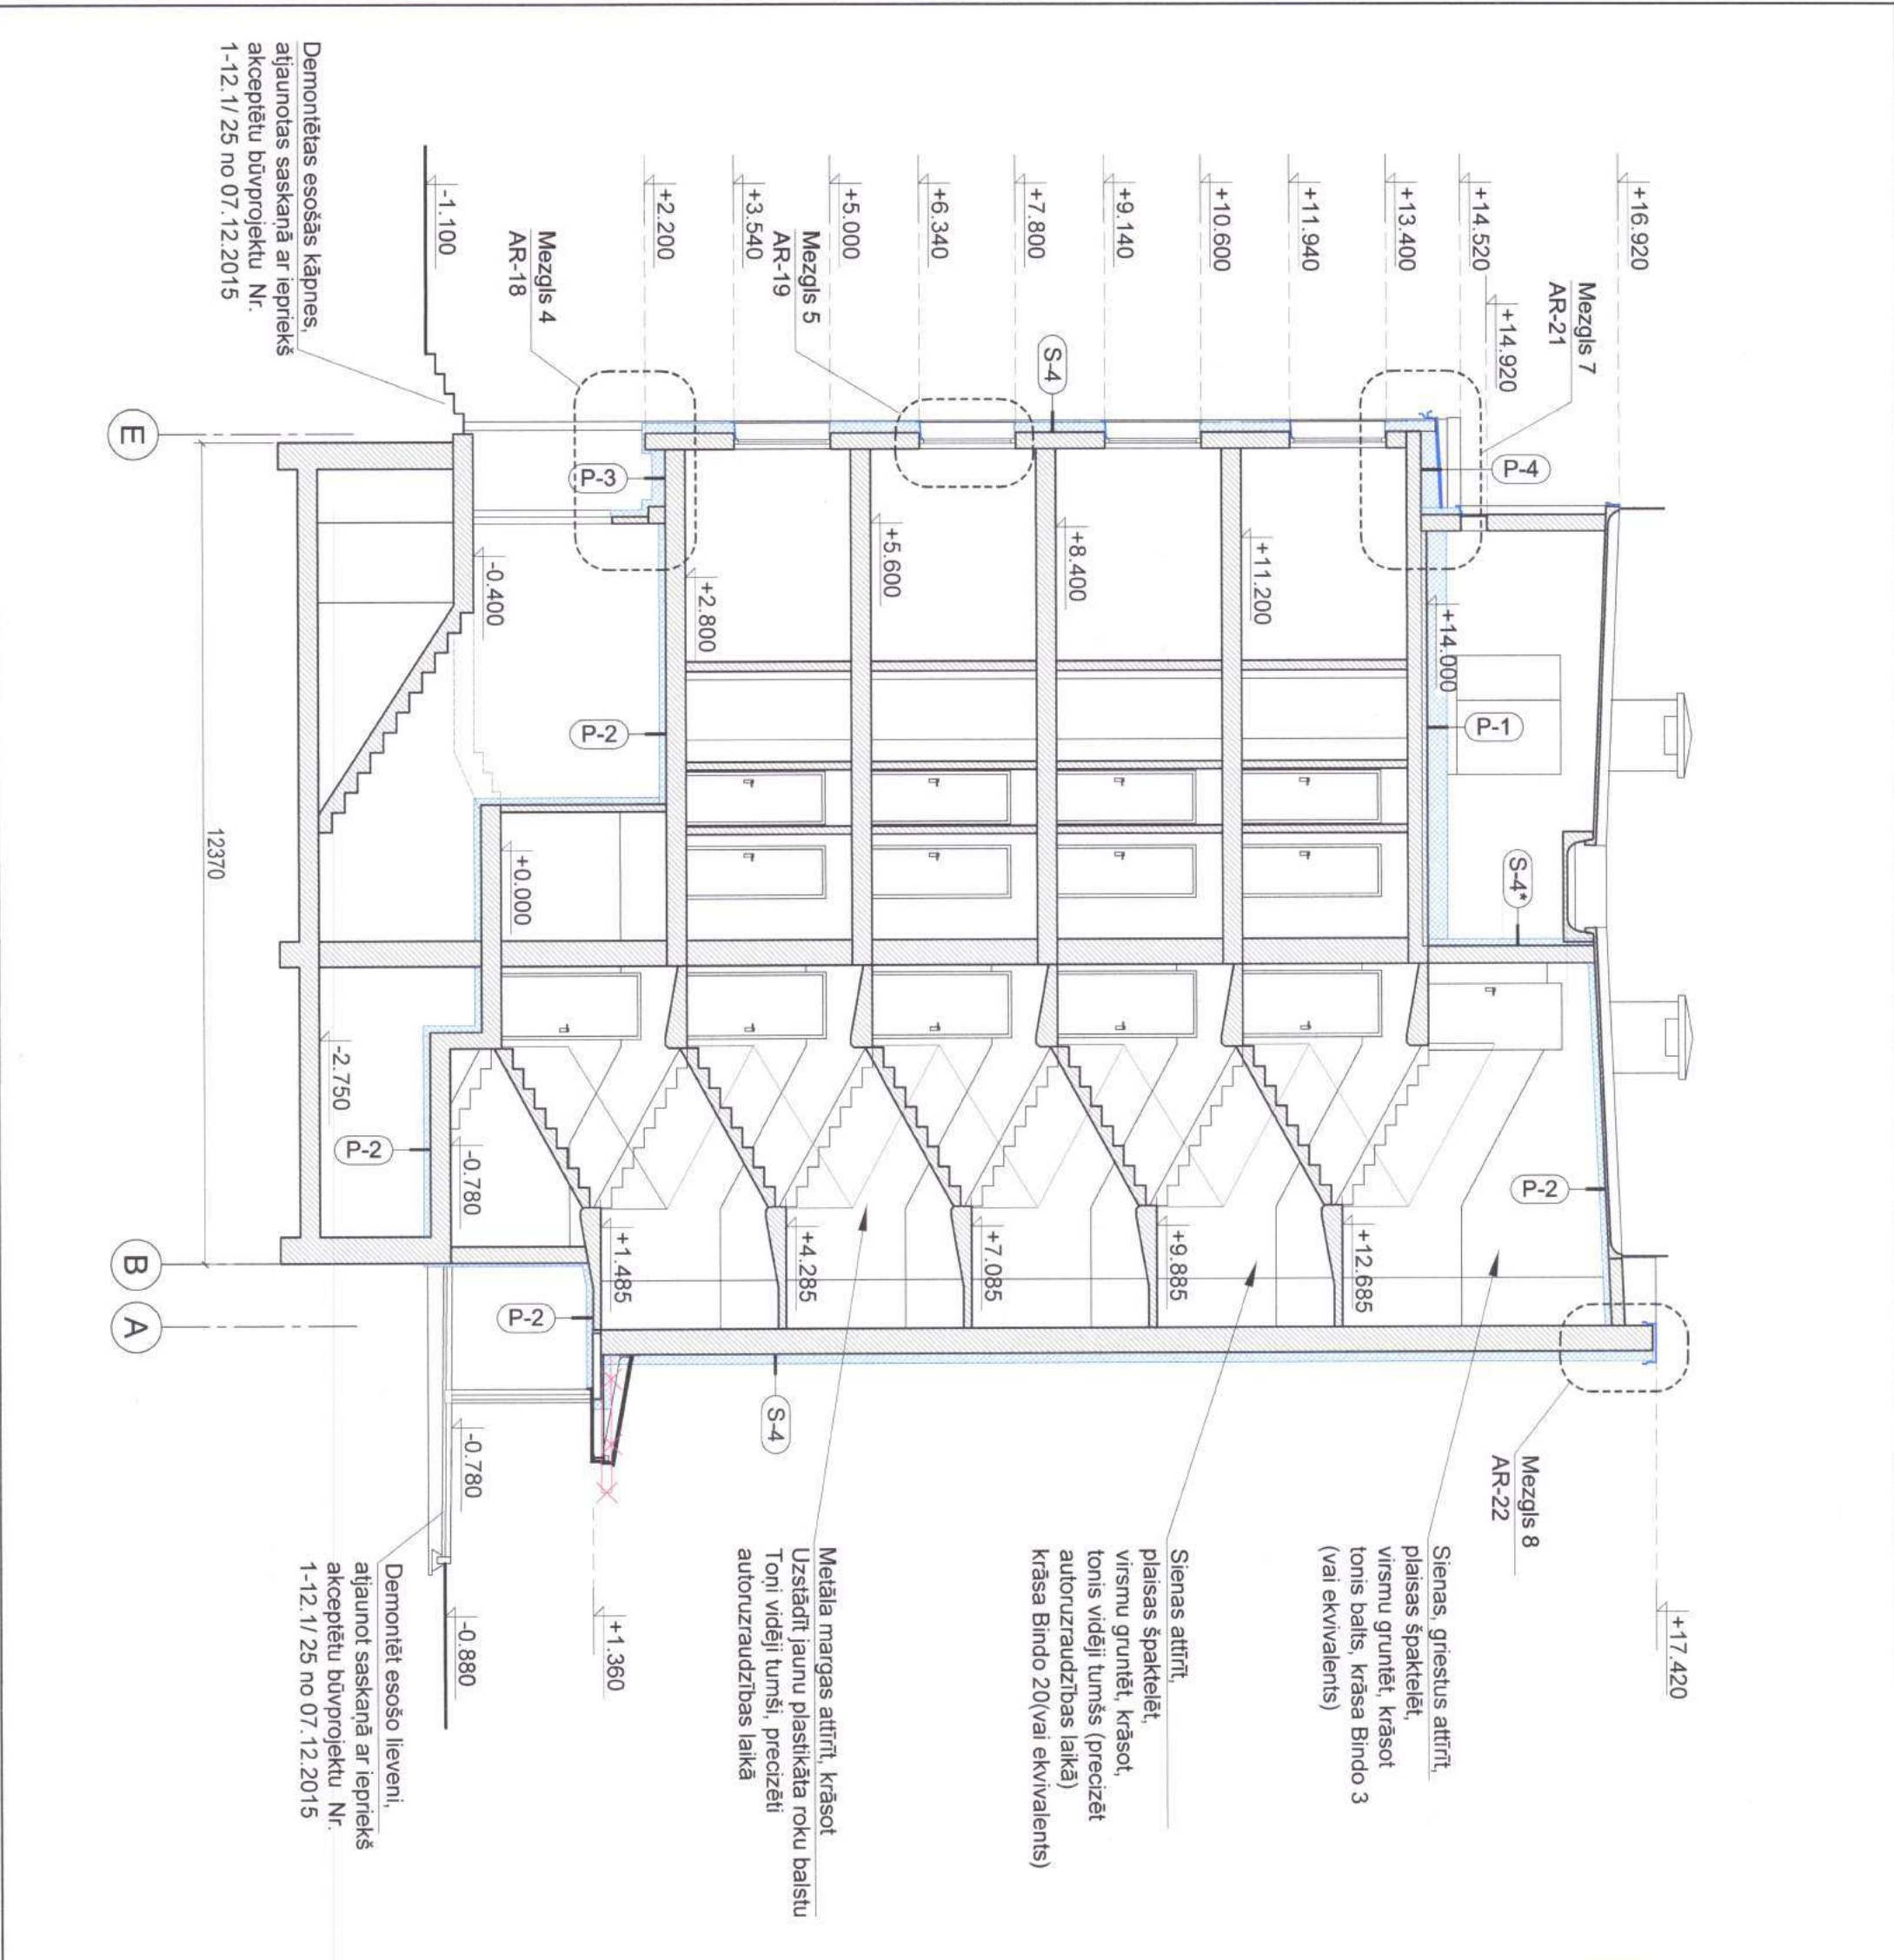 +16.920
Mezgls 7
AR-21
+14.920
+14.520
+13.400
+11.940
+10.600
+9.140
+7.800
Mezgls 5
AR-19
+6.340
+5.000
+3.540
+2.200
Mezgls 4
AR-18
-1.100
Demontētas esošās kāpnes,
atjaunotas saskaņā ar iepriekš
akceptētu būvprojektu Nr.
1-12.1/ 25 no 07.12.2015
S-4
P-4
P-3
+14.000
P-1
S-4*
+11.200
+8.400
+5.600
+2.800
-0.400
P-2
+0.000
-2.750
P-2
-0.780
P-2
+12.685
+9.885
+7.085
+4.285
+1.485
P-2
S-4
E
12370
B
A
+17.420
Mezgls 8
AR-22
Sienas, griestus attīrīt,
plaisas špaktelēt,
virsmu gruntēt, krāsot
tonis balts, krāsa Bindo 3
(vai ekvivalents)
Sienas attīrīt,
plaisas špaktelēt,
virsmu gruntēt, krāsot,
tonis vidēji tumšs (precizēt
autoruzraudzības laikā)
krāsa Bindo 20(vai ekvivalents)
Metāla margas attīrīt, krāsot
Uzstādīt jaunu plastikāta roku balstu
Toņi vidēji tumši, precizēti
autoruzraudzības laikā
+1.360
-0.780
-0.880
Demontēt esošo lieveni,
atjaunot saskaņā ar iepriekš
akceptētu būvprojektu Nr.
1-12.1/ 25 no 07.12.2015